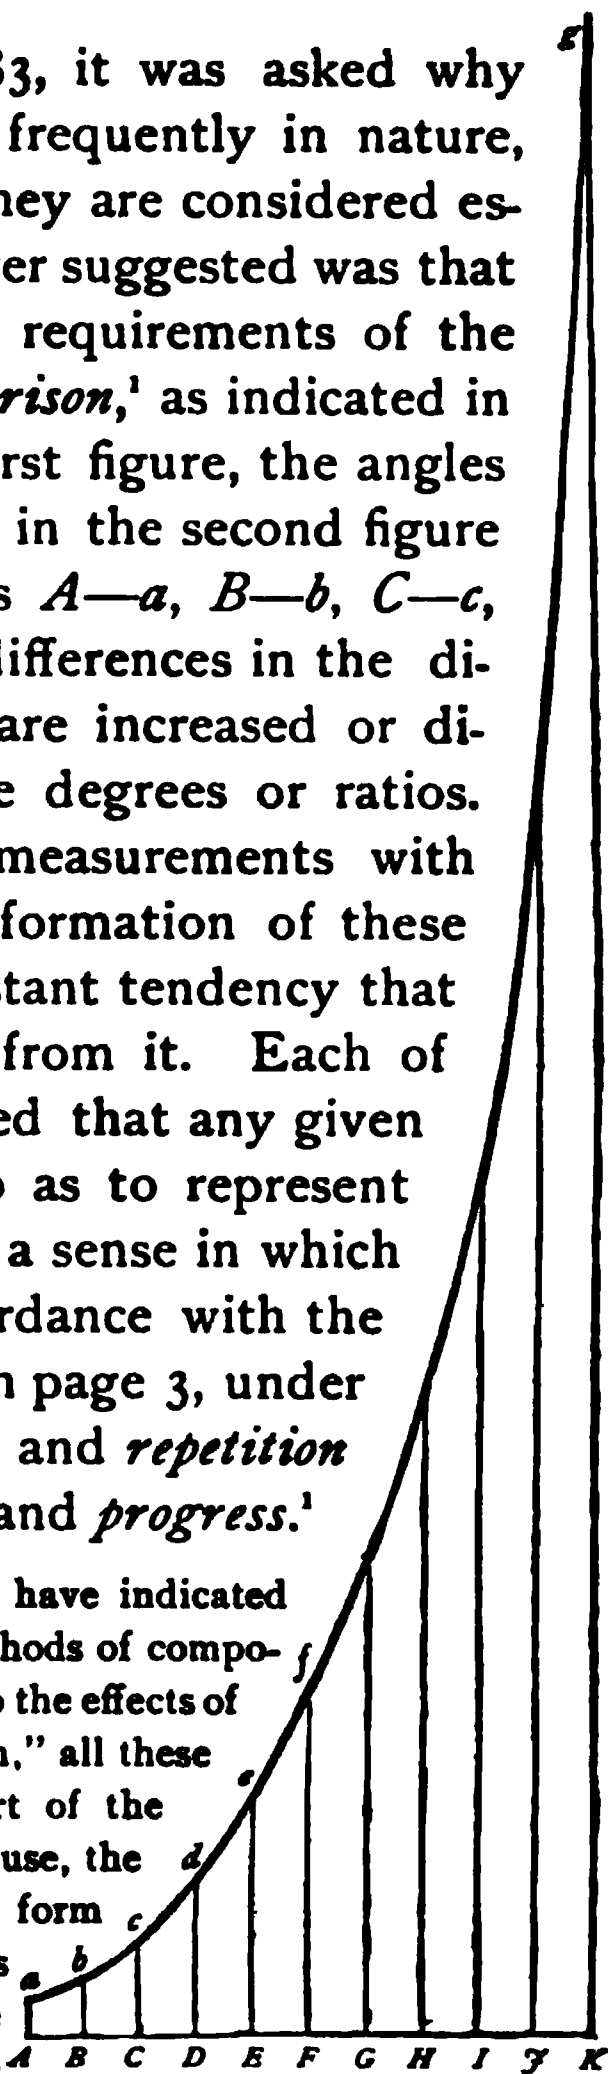 83, it was asked why
frequently in nature,
hey are considered es-
er suggested was that
requirements of the
rison,¹ as indicated in
rst figure, the angles
in the second figure
s A—a, B—b, C—c,
differences in the di-
are increased or di-
e degrees or ratios.
measurements with
formation of these
stant tendency that
from it. Each of
ed that any given
o as to represent
a sense in which
rdance with the
n page 3, under
and repetition
and progress.¹
have indicated
hods of compo-
o the effects of
n," all these
rt of the
use, the
form
s
g
f
e
d
c
b
a
A B C D E F G H I J K